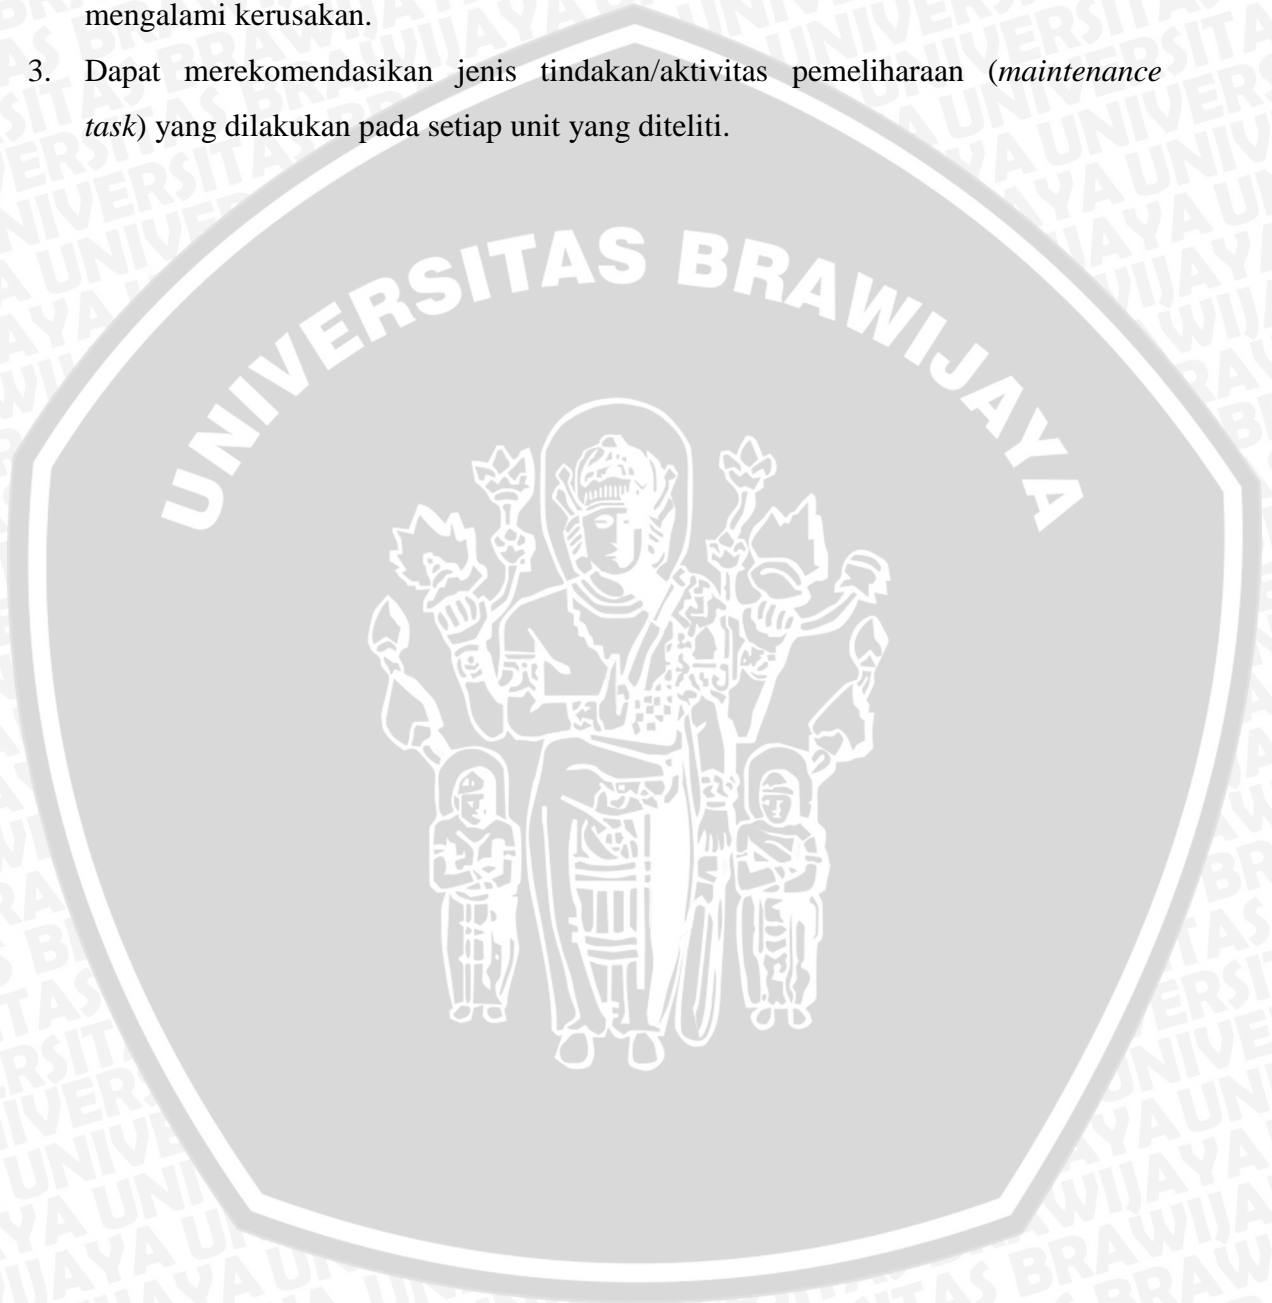 mengalami kerusakan.
3. Dapat merekomendasikan jenis tindakan/aktivitas pemeliharaan (maintenance
task) yang dilakukan pada setiap unit yang diteliti.
UNIVERSITAS BRAWIJAYA